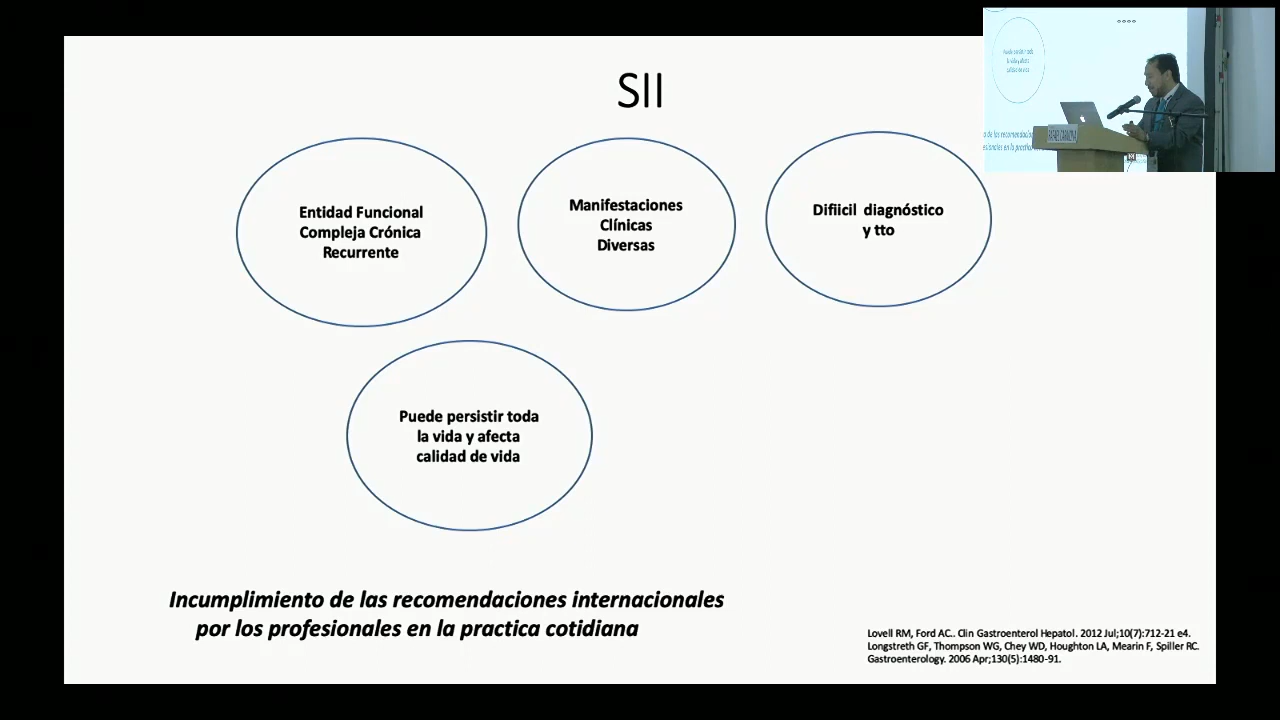 SII
Entidad Funcional
Compleja Crónica
Recurrente
Manifestaciones
Clínicas
Diversas
Difiicil diagnóstico
y tto
Puede persistir toda
la vida y afecta
calidad de vida
Incumplimiento de las recomendaciones internacionales
por los profesionales en la practica cotidiana
Lovell RM, Ford AC.. Clin Gastroenterol Hepatol. 2012 Jul;10(7):712-21 e4.
Longstreth GF, Thompson WG, Chey WD, Houghton LA, Mearin F, Spiller RC.
Gastroenterology. 2006 Apr;130(5):1480-91.